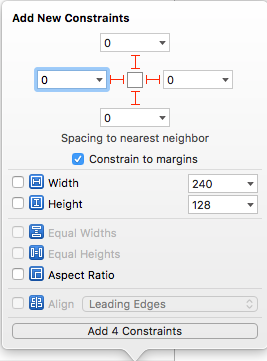 Add New Constraints
0
0
0
0
Spacing to nearest neighbor
Constrain to margins
Width 240
Height 128
Equal Widths
Equal Heights
Aspect Ratio
Align Leading Edges
Add 4 Constraints